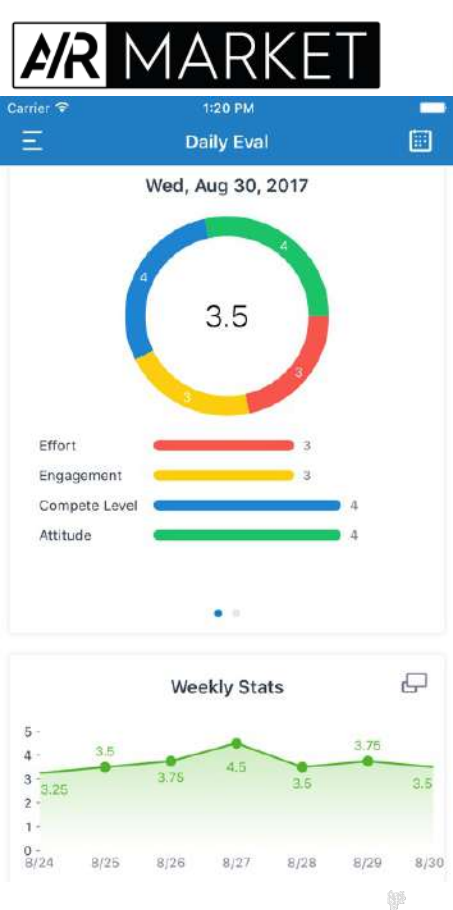 A/R MARKET
Carrier 1:20 PM
Daily Eval
Wed, Aug 30, 2017
4
4
3.5
3
3
Effort 3
Engagement 3
Compete Level 4
Attitude 4
Weekly Stats
5
4
3
2
1
0
3.25
3.5
3.75
4.5
3.5
3.75
3.5
8/24 8/25 8/26 8/27 8/28 8/29 8/30